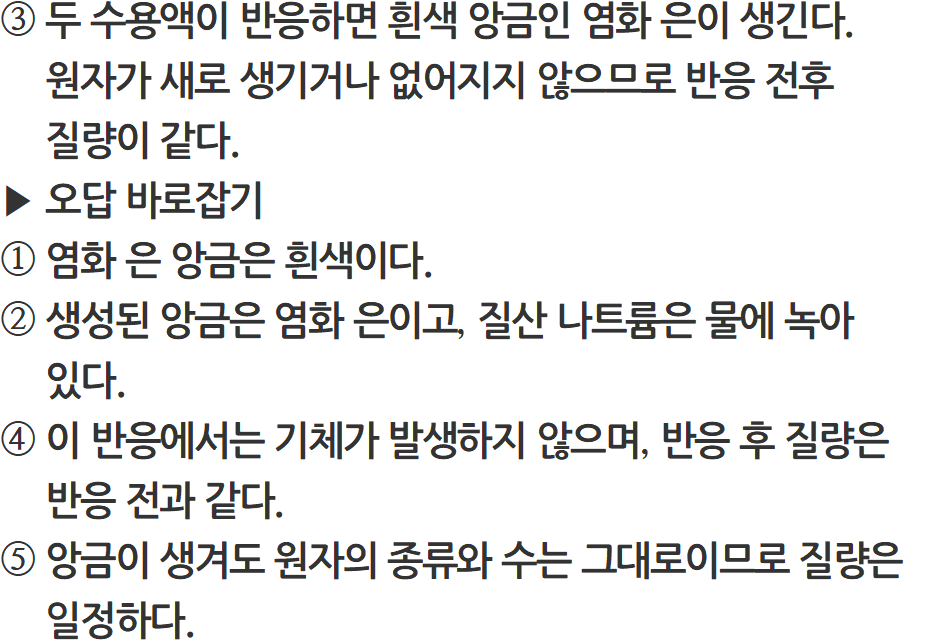 ③ 두 수용액이 반응하면 흰색 앙금인 염화 은이 생긴다.
원자가 새로 생기거나 없어지지 않으므로 반응 전후
질량이 같다.
▶ 오답 바로잡기
① 염화 은 앙금은 흰색이다.
② 생성된 앙금은 염화 은이고, 질산 나트륨은 물에 녹아
있다.
④ 이 반응에서는 기체가 발생하지 않으며, 반응 후 질량은
반응 전과 같다.
⑤ 앙금이 생겨도 원자의 종류와 수는 그대로이므로 질량은
일정하다.